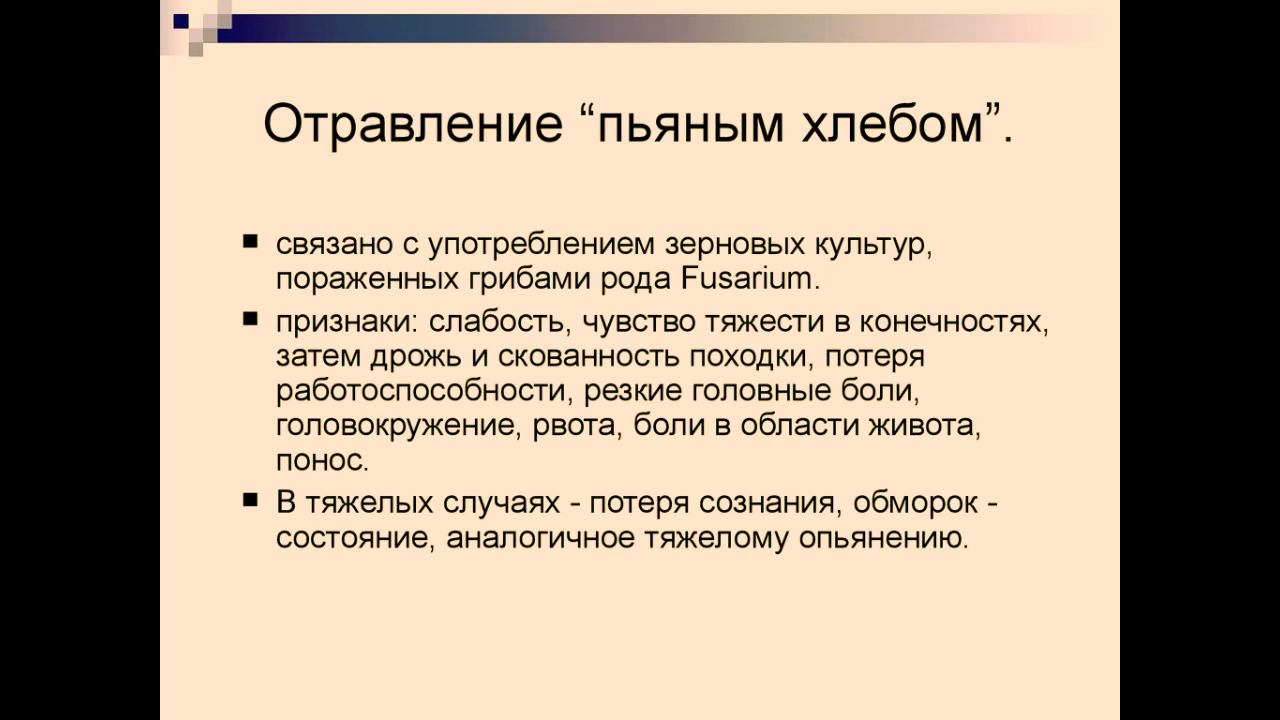 Отравление “пьяным хлебом”.
связано с употреблением зерновых культур,
пораженных грибами рода Fusarium.
признаки: слабость, чувство тяжести в конечностях,
затем дрожь и скованность походки, потеря
работоспособности, резкие головные боли,
головокружение, рвота, боли в области живота,
понос.
В тяжелых случаях - потеря сознания, обморок -
состояние, аналогичное тяжелому опьянению.